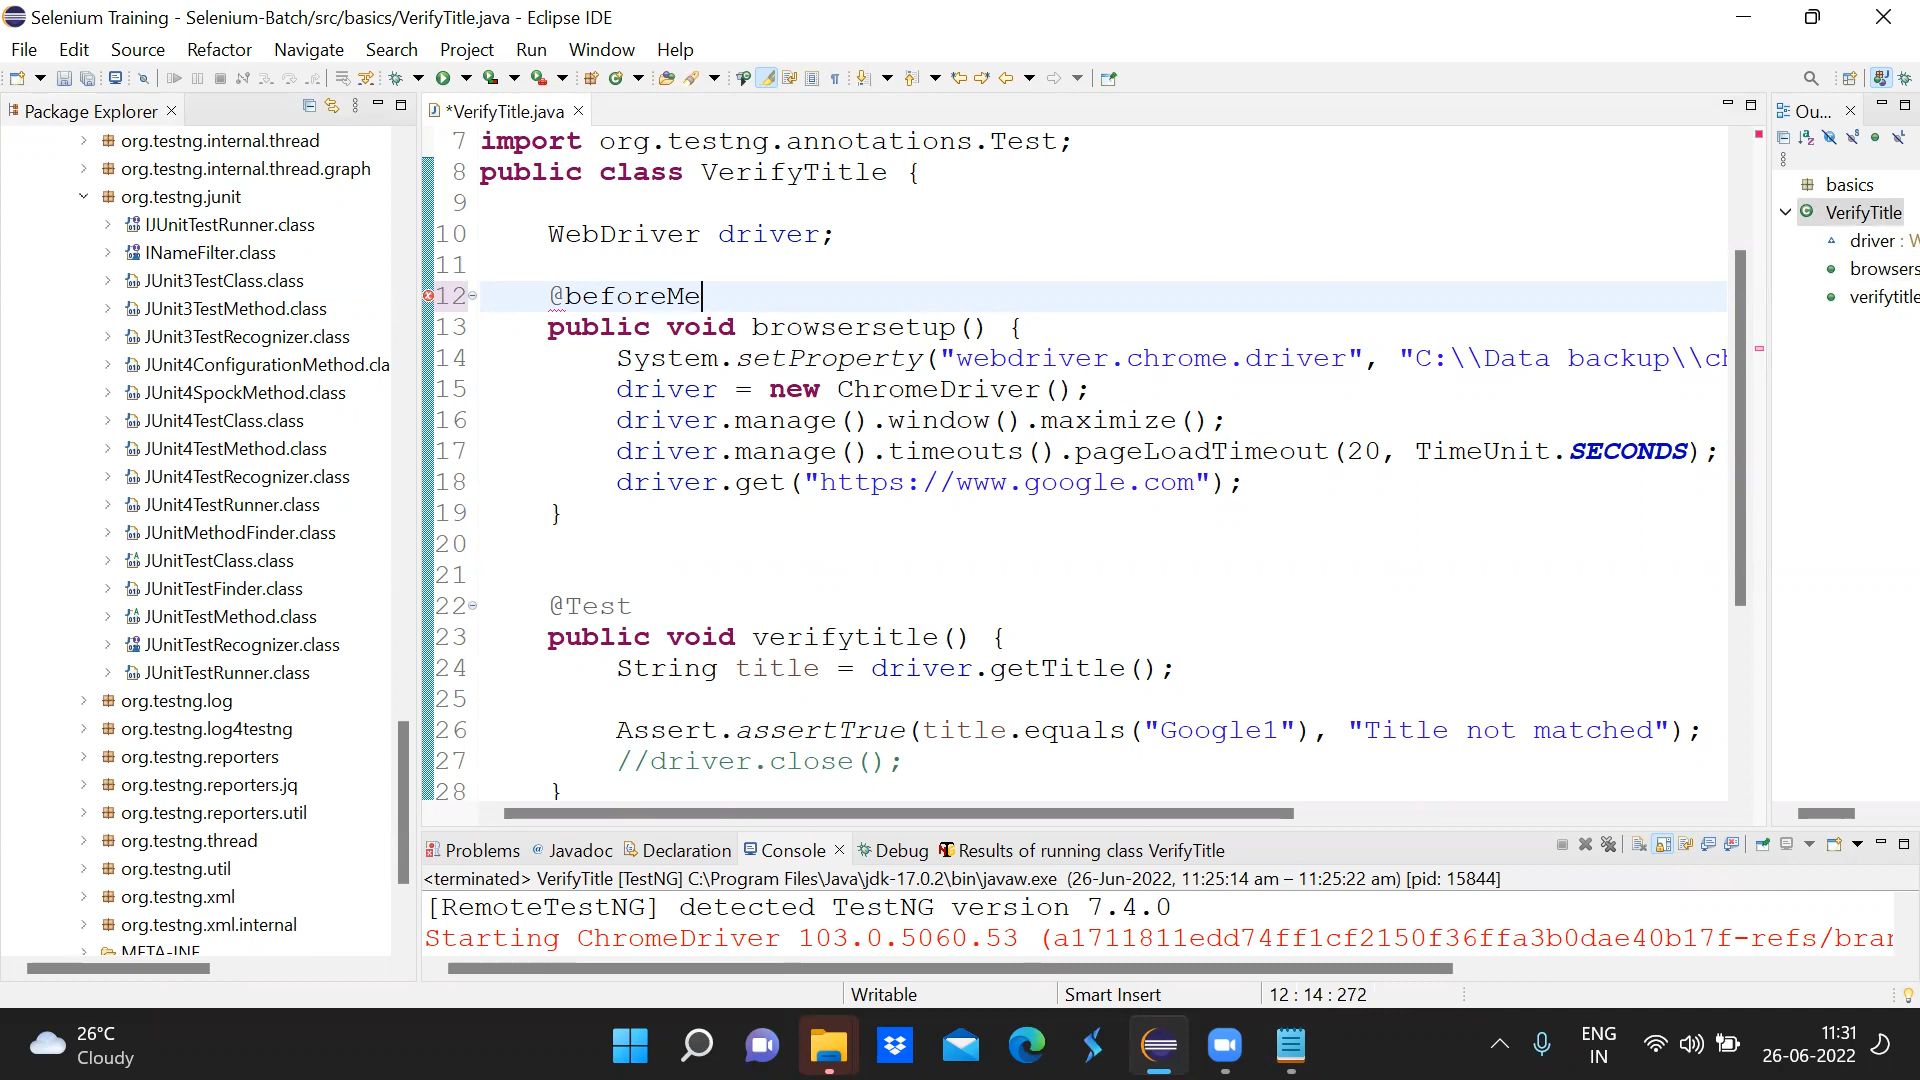 Selenium Training - Selenium-Batch/src/basics/VerifyTitle.java - Eclipse IDE
File Edit Source Refactor Navigate Search Project Run Window Help
Package Explorer
org.testng.internal.thread
org.testng.internal.thread.graph
org.testng.junit
IJUnitTestRunner.class
INameFilter.class
JUnit3TestClass.class
JUnit3TestMethod.class
JUnit3TestRecognizer.class
JUnit4ConfigurationMethod.cla
JUnit4SpockMethod.class
JUnit4TestClass.class
JUnit4TestMethod.class
JUnit4TestRecognizer.class
JUnit4TestRunner.class
JUnitMethodFinder.class
JUnitTestClass.class
JUnitTestFinder.class
JUnitTestMethod.class
JUnitTestRecognizer.class
JUnitTestRunner.class
org.testng.log
org.testng.log4testng
org.testng.reporters
org.testng.reporters.jq
org.testng.reporters.util
org.testng.thread
org.testng.util
org.testng.xml
org.testng.xml.internal
META-INF
*VerifyTitle.java
7 import org.testng.annotations.Test;
8 public class VerifyTitle {
9
10 WebDriver driver;
11
12 @beforeMe
13 public void browsersetup() {
14 System.setProperty("webdriver.chrome.driver", "C:\\Data backup\\ch
15 driver = new ChromeDriver();
16 driver.manage().window().maximize();
17 driver.manage().timeouts().pageLoadTimeout(20, TimeUnit.SECONDS);
18 driver.get("https://www.google.com");
19 }
20
21
22 @Test
23 public void verifytitle() {
24 String title = driver.getTitle();
25
26 Assert.assertTrue(title.equals("Google1"), "Title not matched");
27 //driver.close();
28 }
Ou...
basics
VerifyTitle
driver : W
browsers
verifytitle
Problems Javadoc Declaration Console Debug Results of running class VerifyTitle
<terminated> VerifyTitle [TestNG] C:\Program Files\Java\jdk-17.0.2\bin\javaw.exe (26-Jun-2022, 11:25:14 am – 11:25:22 am) [pid: 15844]
[RemoteTestNG] detected TestNG version 7.4.0
Starting ChromeDriver 103.0.5060.53 (a1711811edd74ff1cf2150f36ffa3b0dae40b17f-refs/bran
Writable Smart Insert 12 : 14 : 272
26°C
Cloudy
ENG
IN
11:31
26-06-2022